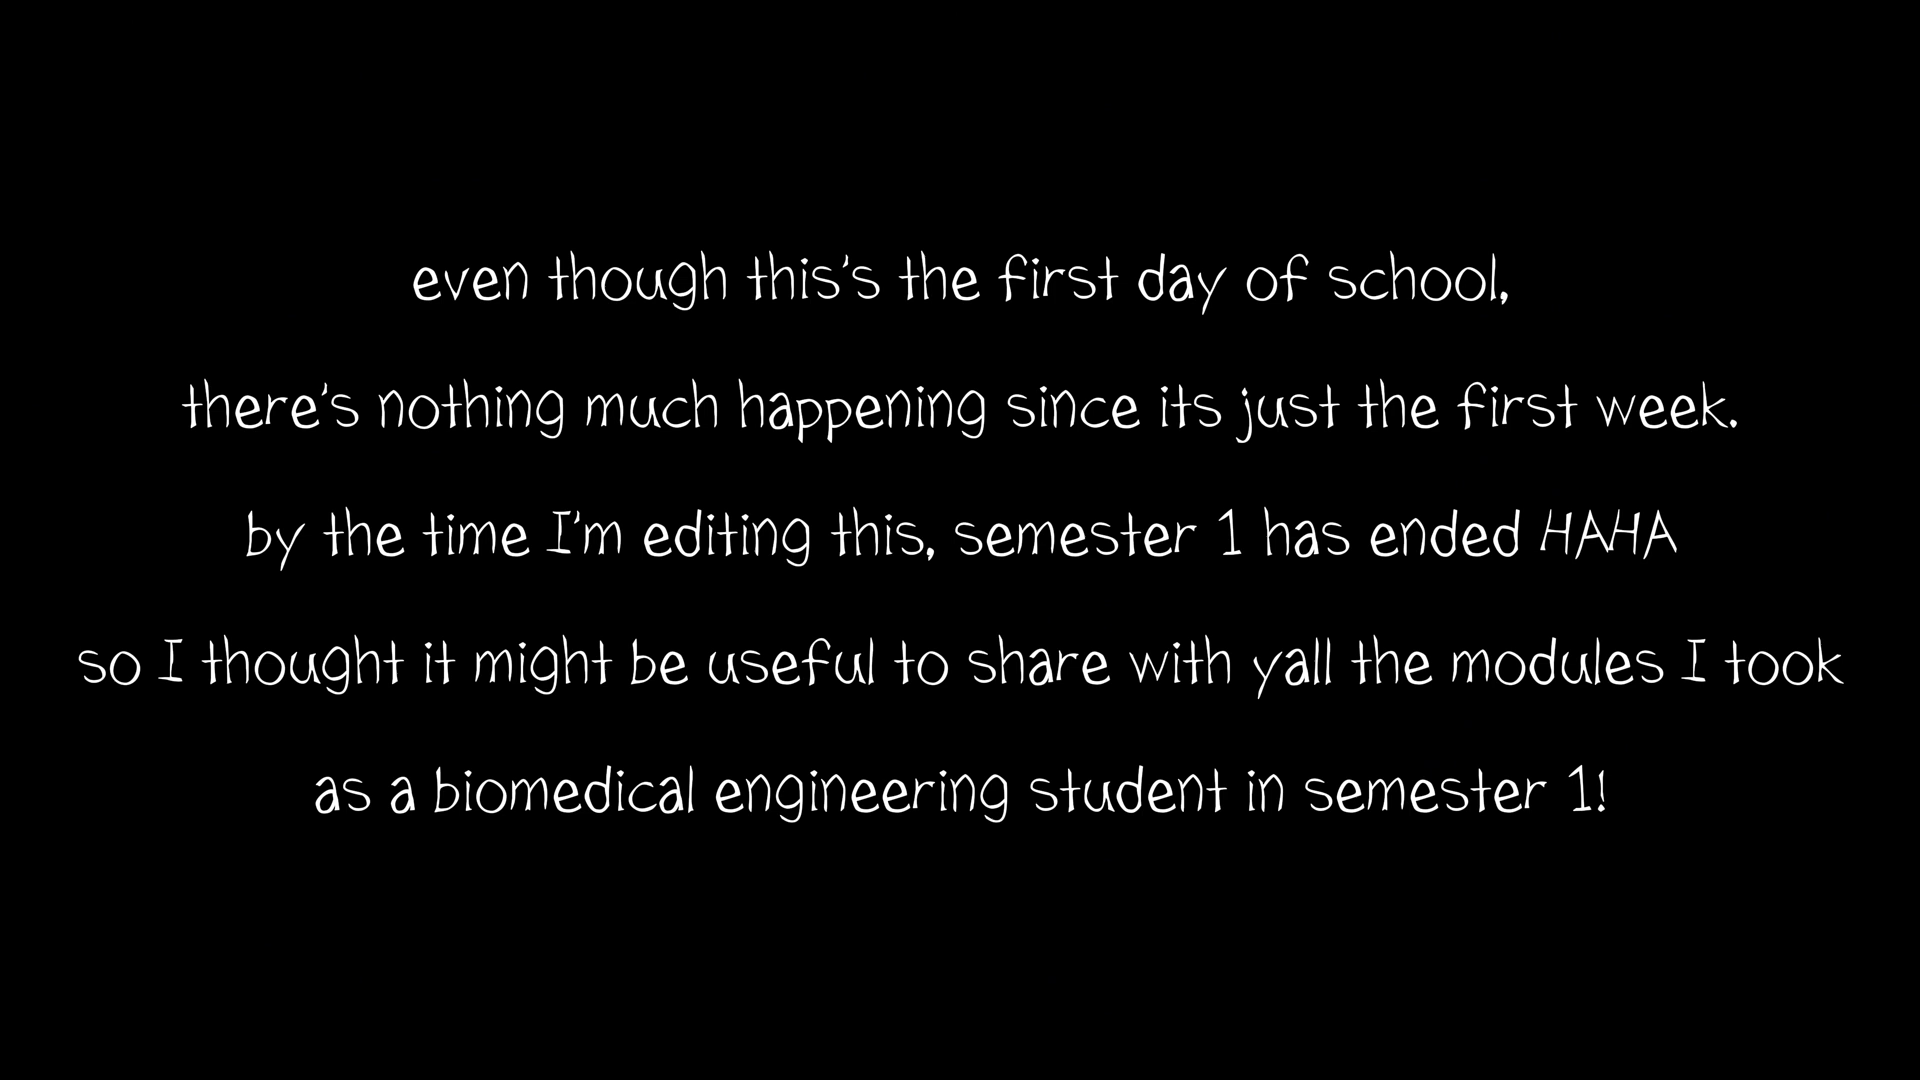 even though this's the first day of school,
there's nothing much happening since its just the first week.
by the time I'm editing this, semester 1 has ended HAHA
so I thought it might be useful to share with yall the modules I took
as a biomedical engineering student in semester 1!